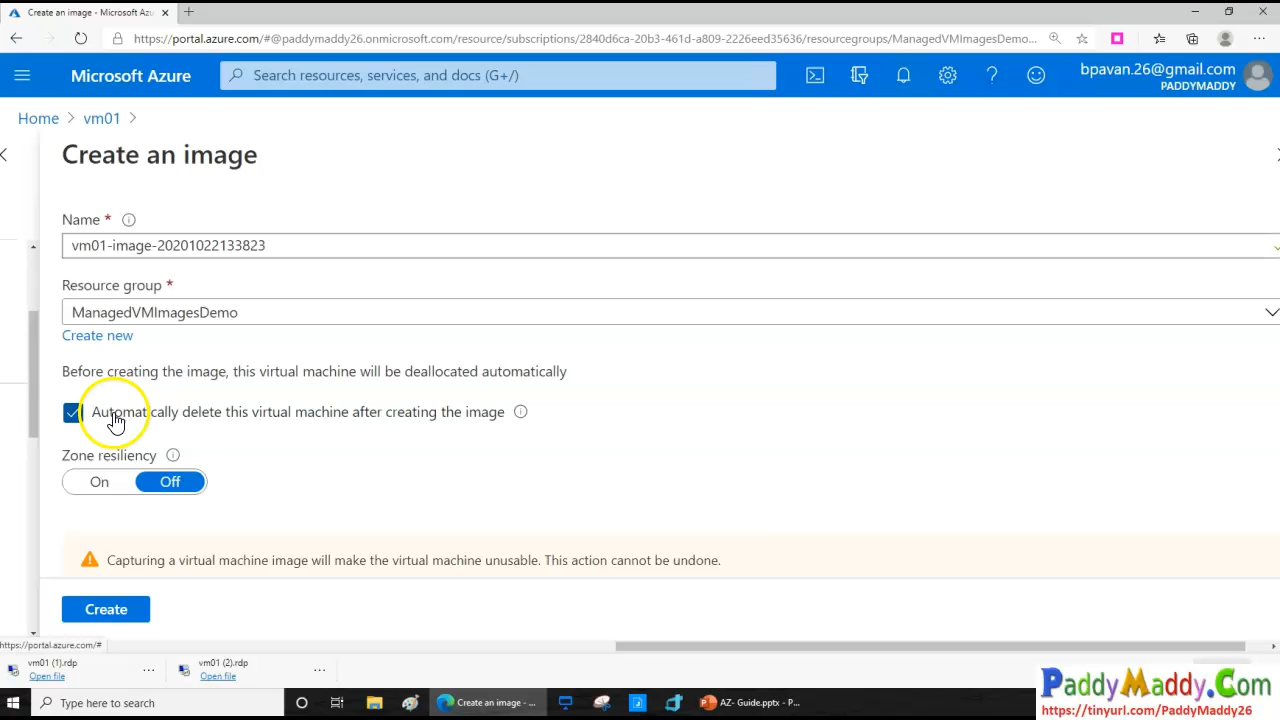 Create an image - Microsoft Azure
https://portal.azure.com/#@paddymaddy26.onmicrosoft.com/resource/subscriptions/2840d6ca-20b3-461d-a809-2226eed35636/resourcegroups/ManagedVMImagesDemo...
Microsoft Azure
Search resources, services, and docs (G+/)
bpavan.26@gmail.com
PADDYMADDY
Home > vm01 >
Create an image
Name *
vm01-image-20201022133823
Resource group *
ManagedVMImagesDemo
Create new
Before creating the image, this virtual machine will be deallocated automatically
Automatically delete this virtual machine after creating the image
Zone resiliency
On Off
Capturing a virtual machine image will make the virtual machine unusable. This action cannot be undone.
Create
https://portal.azure.com/#
vm01 (1).rdp
Open file
vm01 (2).rdp
Open file
PaddyMaddy.Com
https://tinyurl.com/PaddyMaddy26
Type here to search
Create an image - ...
AZ- Guide.pptx - P...